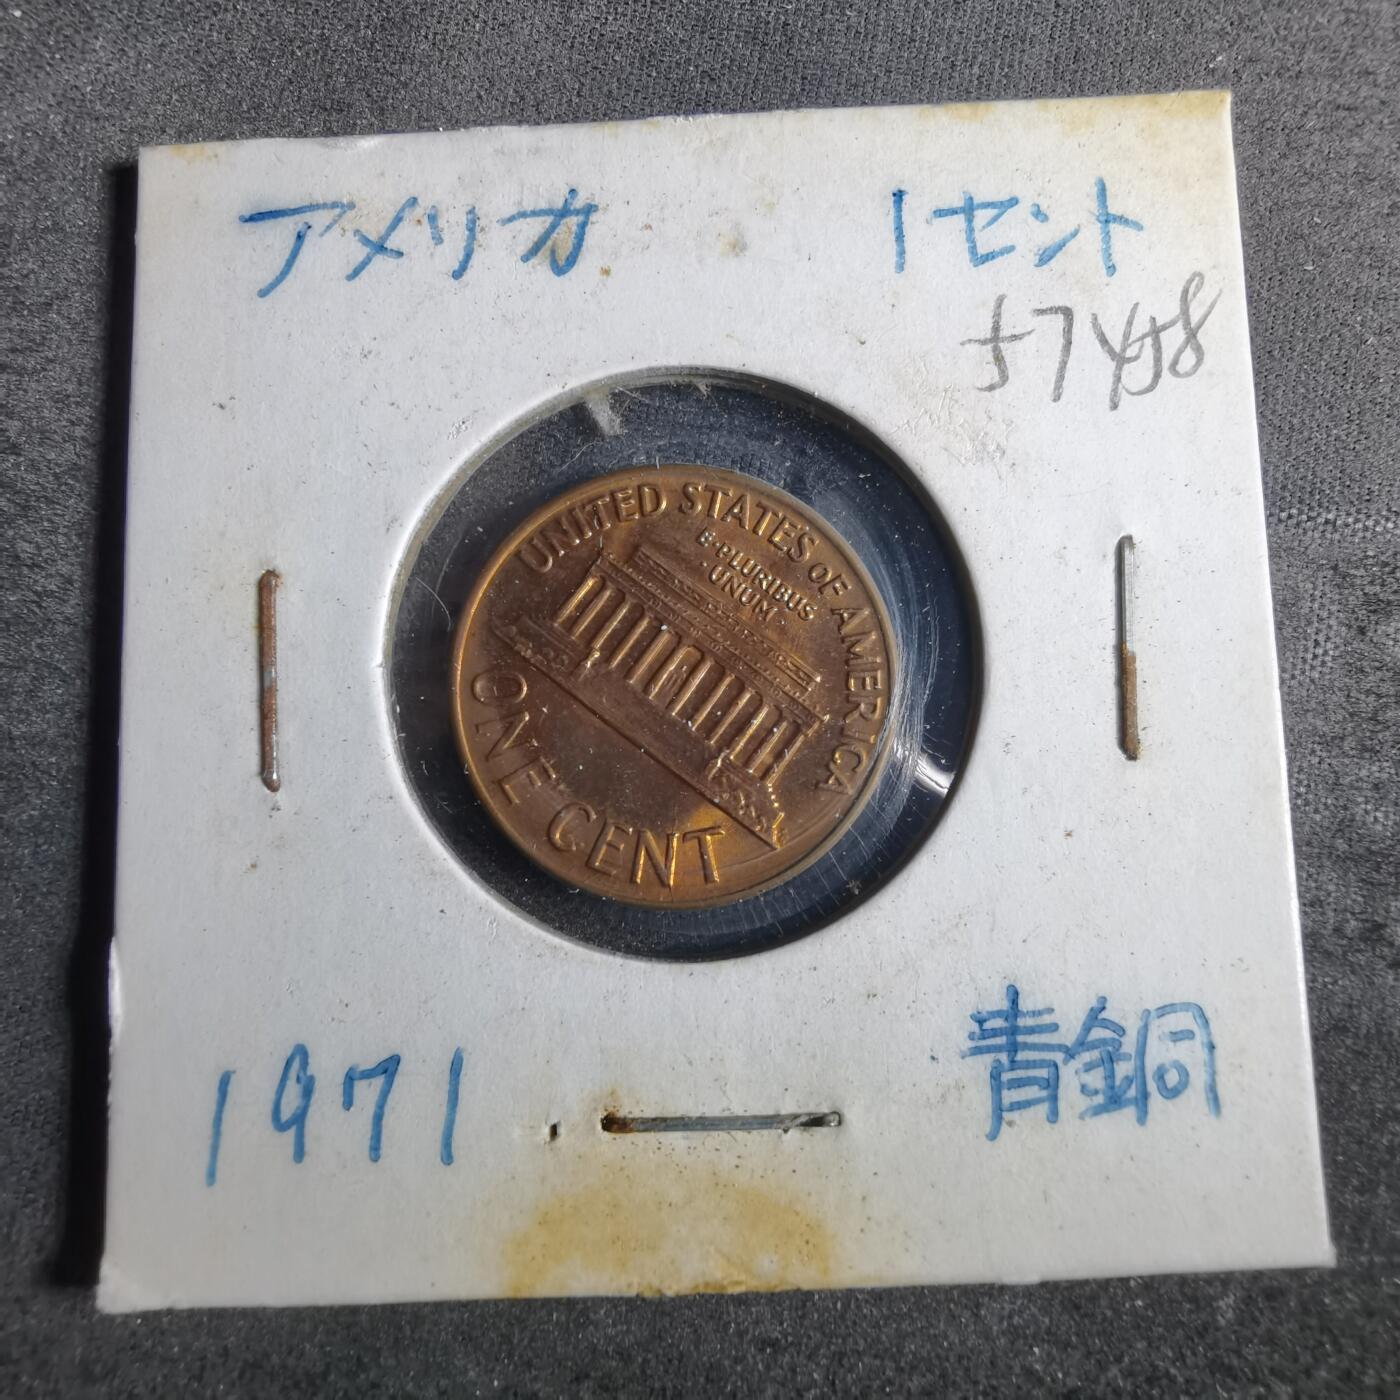 アメリカ 1セント
UNITED STATES OF AMERICA
E·PLURIBUS
·UNUM·
ONE CENT
1971 青銅